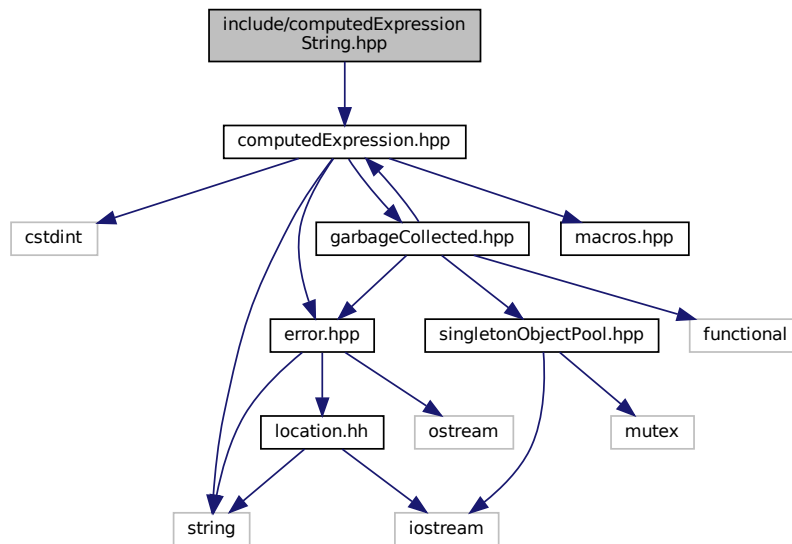 include/computedExpression
String.hpp
computedExpression.hpp
cstdint
garbageCollected.hpp
macros.hpp
error.hpp
singletonObjectPool.hpp
functional
location.hh
ostream
mutex
string
iostream